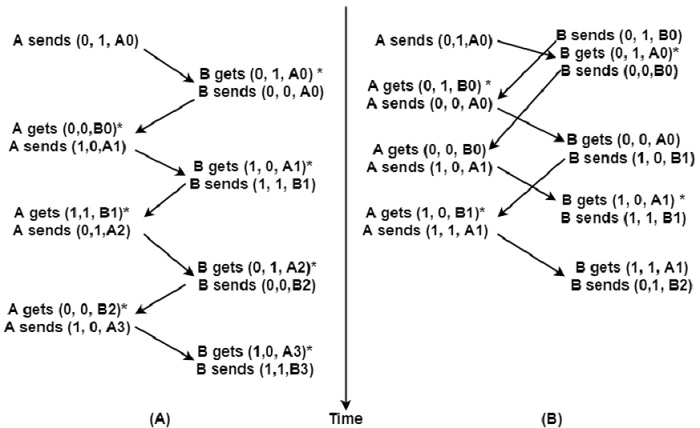 A sends (0, 1, A0)
B gets (0, 1, A0) *
B sends (0, 0, A0)
A gets (0,0,B0)*
A sends (1,0,A1)
B gets (1, 0, A1)*
B sends (1, 1, B1)
A gets (1,1, B1)*
A sends (0,1,A2)
B gets (0, 1, A2)*
B sends (0,0,B2)
A gets (0, 0, B2)*
A sends (1, 0, A3)
B gets (1,0, A3)*
B sends (1,1,B3)
(A)
Time
A sends (0,1,A0)
B sends (0, 1, B0)
B gets (0, 1, A0)*
B sends (0,0,B0)
A gets (0, 1, B0)*
A sends (0, 0, A0)
B gets (0, 0, A0)
B sends (1, 0, B1)
A gets (0, 0, B0)
A sends (1, 0, A1)
B gets (1, 0, A1) *
B sends (1, 1, B1)
A gets (1, 0, B1)*
A sends (1, 1, A1)
B gets (1, 1, A1)
B sends (0,1, B2)
(B)